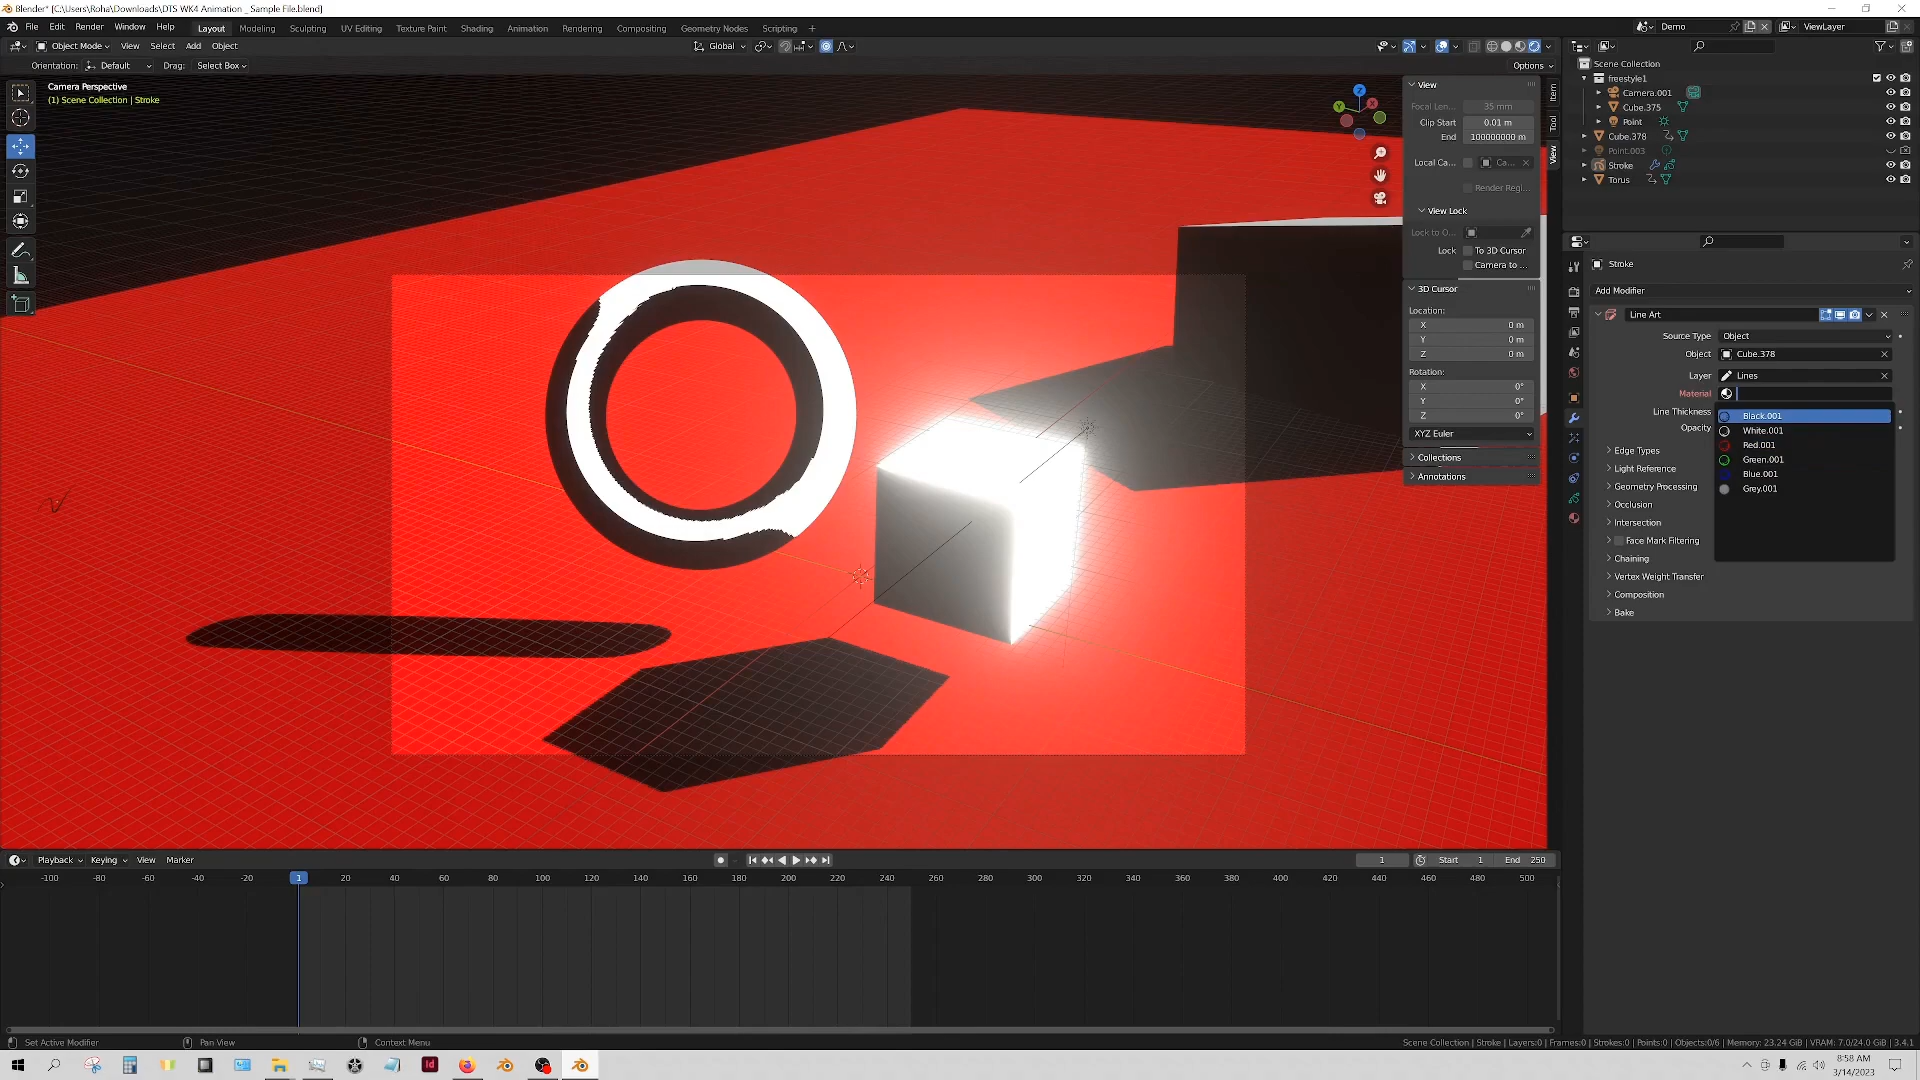 Blender* [C:\Users\Roha\Downloads\DTS WK4 Animation _ Sample File.blend]
File Edit Render Window Help Layout Modeling Sculpting UV Editing Texture Paint Shading Animation Rendering Compositing Geometry Nodes Scripting + Demo ViewLayer
Object Mode View Select Add Object Global
Orientation: Default Drag: Select Box Options
Camera Perspective
(1) Scene Collection | Stroke
Z
X
Y
View
Focal Len... 35 mm
Clip Start 0.01 m
End 100000000 m
Local Ca... Ca...
Render Regi...
View Lock
Lock to O...
Lock To 3D Cursor
Camera to ...
3D Cursor
Location:
X 0 m
Y 0 m
Z 0 m
Rotation:
X 0°
Y 0°
Z 0°
XYZ Euler
Collections
Annotations
Item
Tool
View
Scene Collection
freestyle1
Camera.001
Cube.375
Point
Cube.378
Point.003
Stroke
Torus
Stroke
Add Modifier
Line Art
Source Type Object
Object Cube.378
Layer Lines
Material
Line Thickness
Opacity
Black.001
White.001
Red.001
Green.001
Blue.001
Grey.001
Edge Types
Light Reference
Geometry Processing
Occlusion
Intersection
Face Mark Filtering
Chaining
Vertex Weight Transfer
Composition
Bake
Playback Keying View Marker 1 Start 1 End 250
-100 -80 -60 -40 -20 1 20 40 60 80 100 120 140 160 180 200 220 240 260 280 300 320 340 360 380 400 420 440 460 480 500
Set Active Modifier Pan View Context Menu Scene Collection | Stroke | Layers:0 | Frames:0 | Strokes:0 | Points:0 | Objects:0/6 | Memory: 23.24 GiB | VRAM: 7.0/24.0 GiB | 3.4.1
Id
8:58 AM
3/14/2023